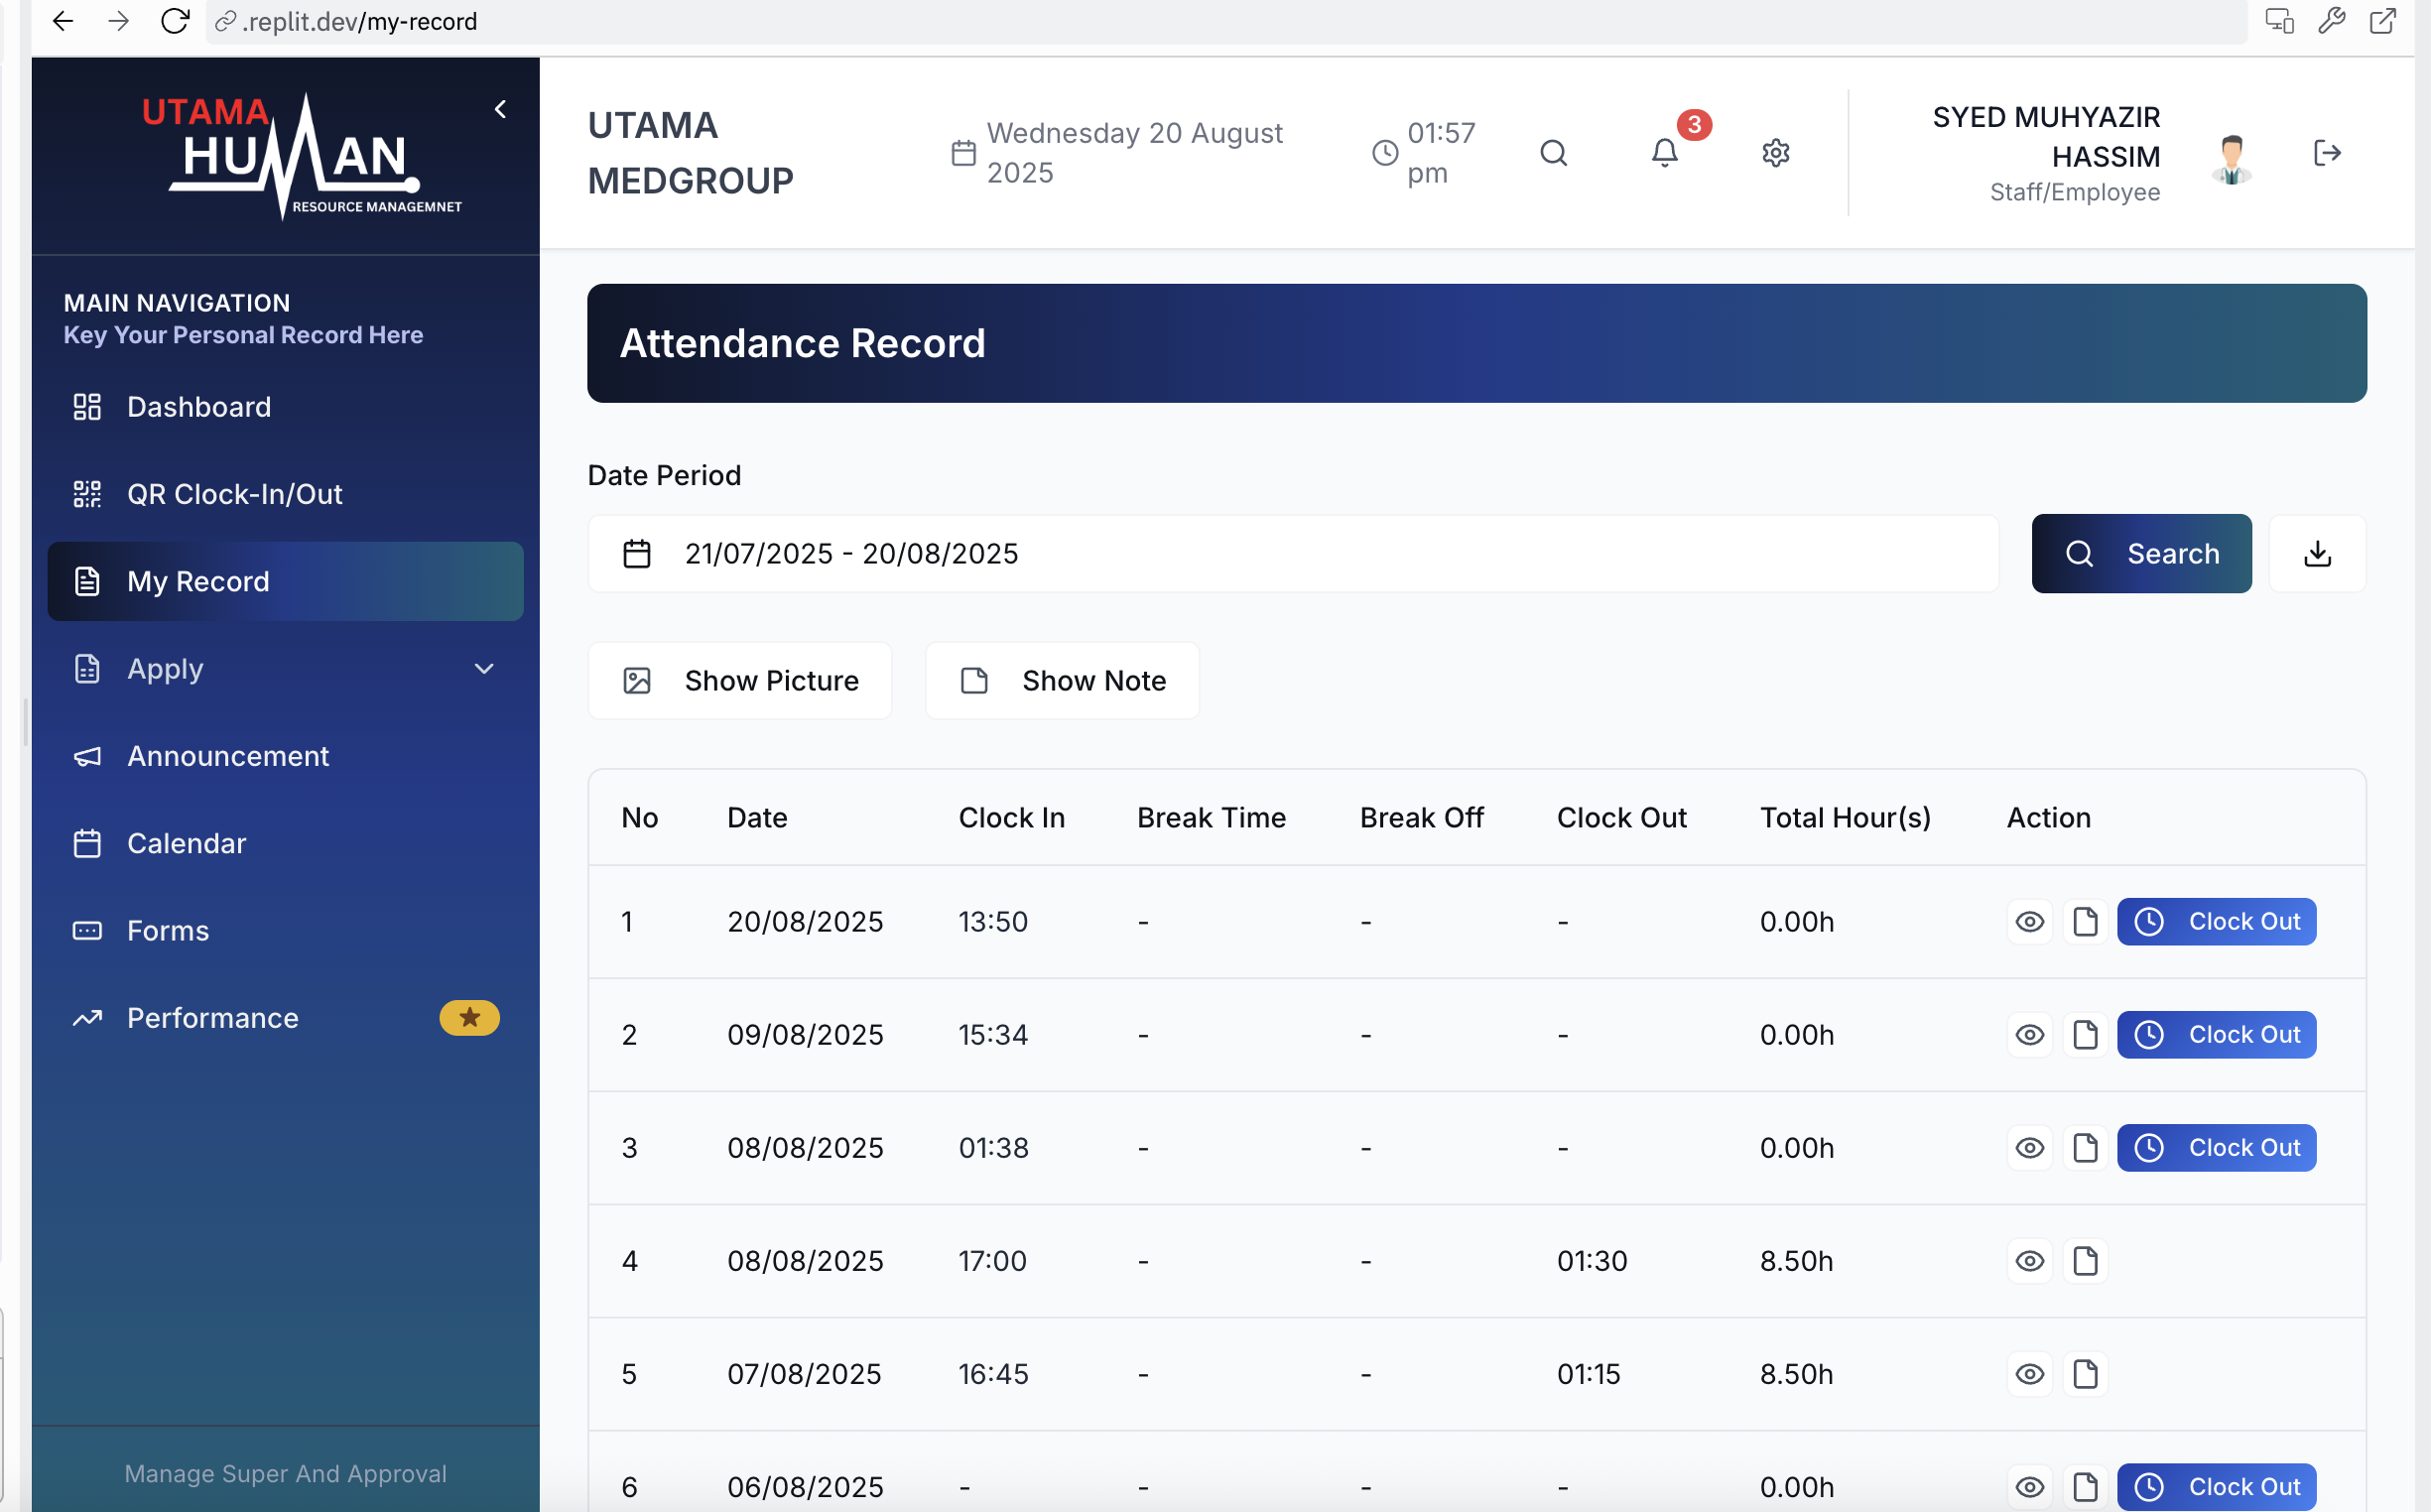 .replit.dev/my-record
UTAMA
HUMAN
RESOURCE MANAGEMNET
UTAMA
MEDGROUP
Wednesday 20 August
2025
01:57
pm
3
SYED MUHYAZIR
HASSIM
Staff/Employee
MAIN NAVIGATION
Key Your Personal Record Here
Dashboard
QR Clock-In/Out
My Record
Apply
Announcement
Calendar
Forms
Performance
Manage Super And Approval
Attendance Record
Date Period
21/07/2025 - 20/08/2025
Search
Show Picture
Show Note
No Date Clock In Break Time Break Off Clock Out Total Hour(s) Action
1 20/08/2025 13:50 - - - 0.00h Clock Out
2 09/08/2025 15:34 - - - 0.00h Clock Out
3 08/08/2025 01:38 - - - 0.00h Clock Out
4 08/08/2025 17:00 - - 01:30 8.50h
5 07/08/2025 16:45 - - 01:15 8.50h
6 06/08/2025 - - - - 0.00h Clock Out